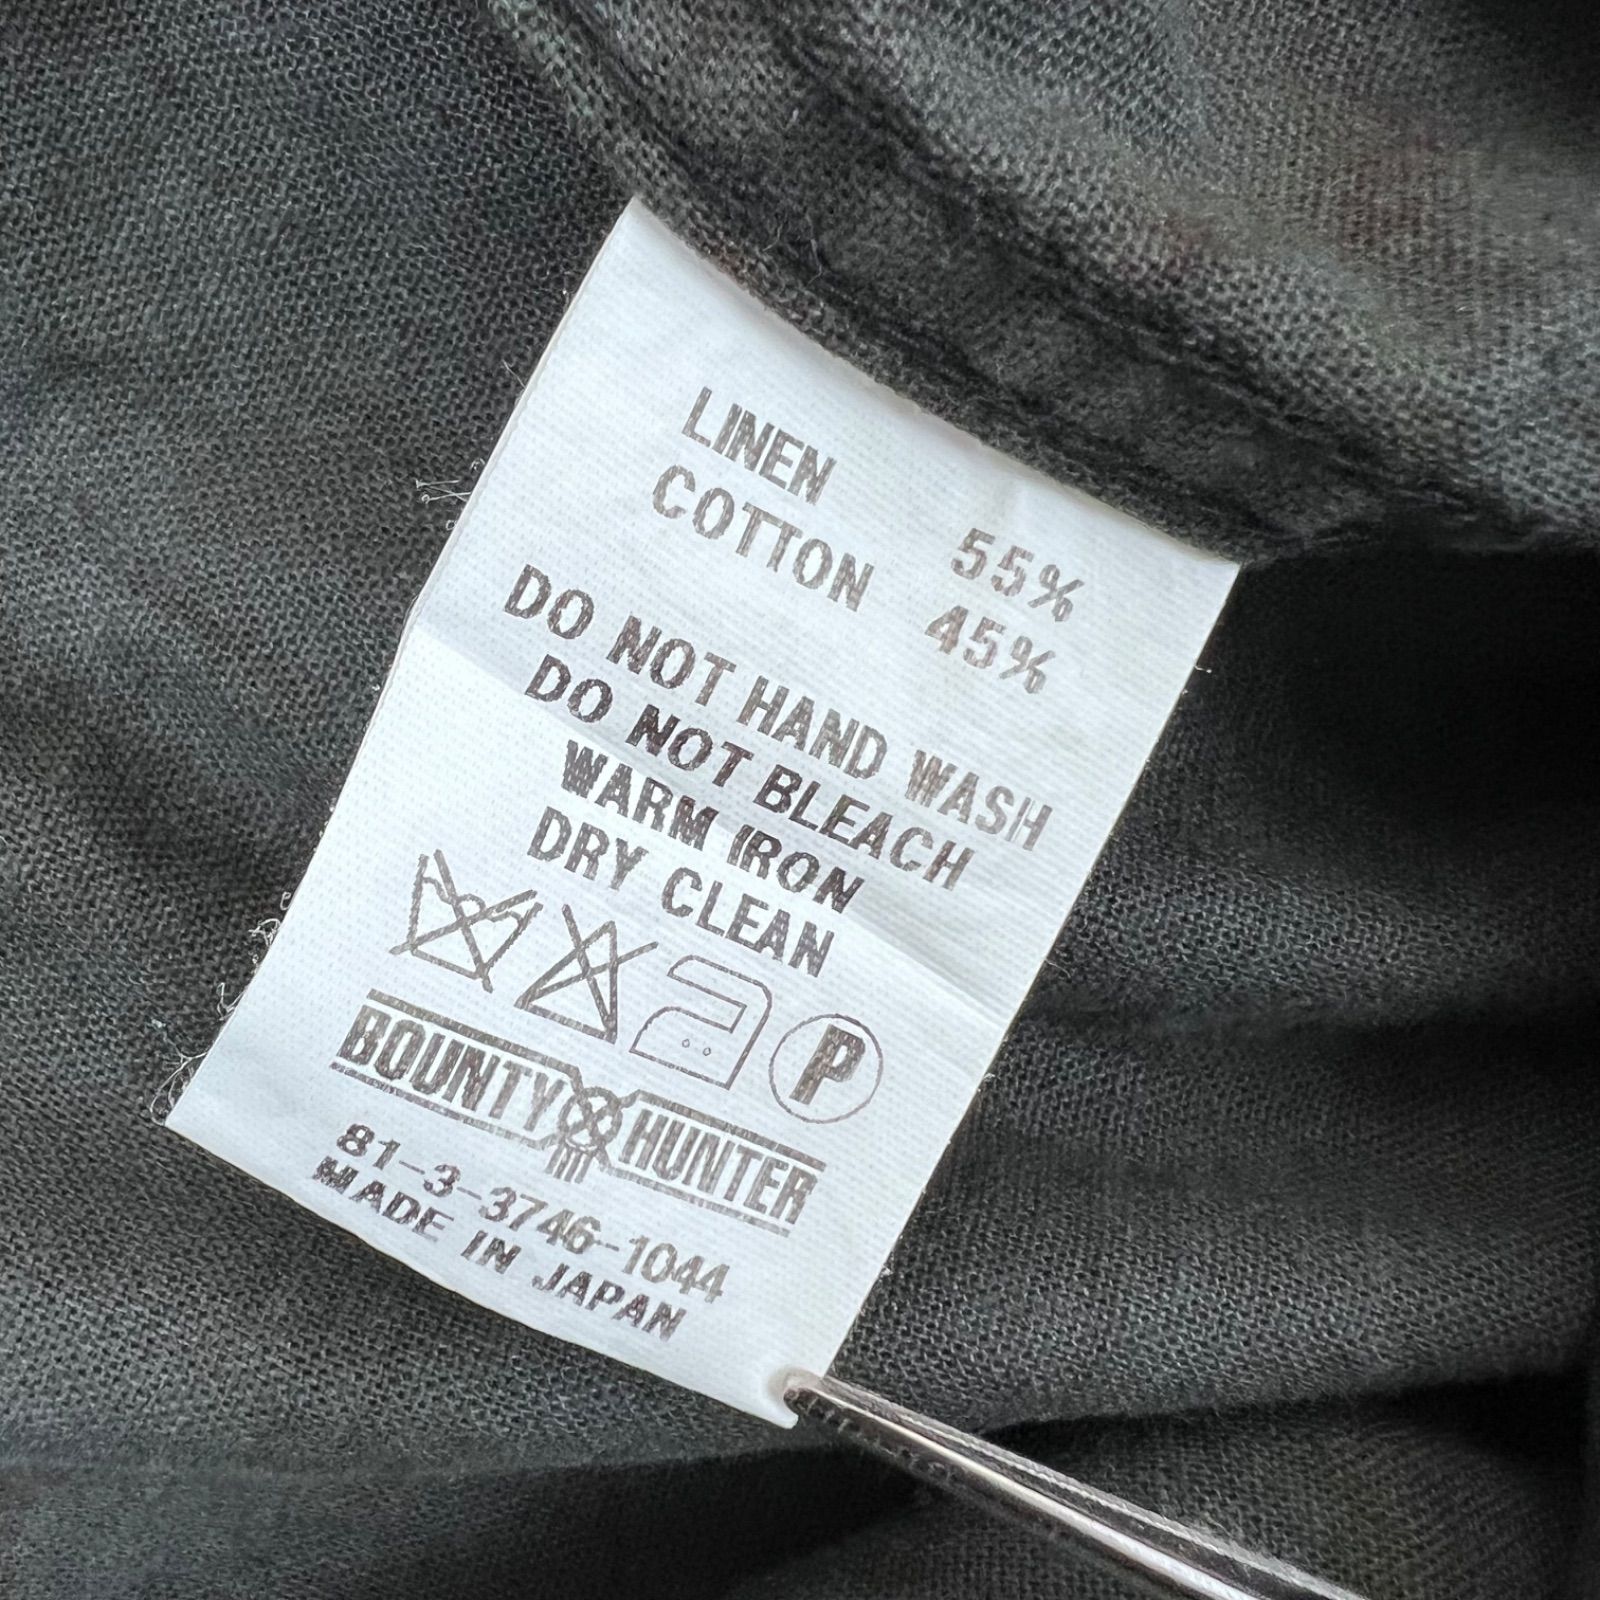 LINEN 55%
COTTON 45%
DO NOT HAND WASH
DO NOT BLEACH
WARM IRON
DRY CLEAN
P
BOUNTY HUNTER
81-3-3746-1044
MADE IN JAPAN